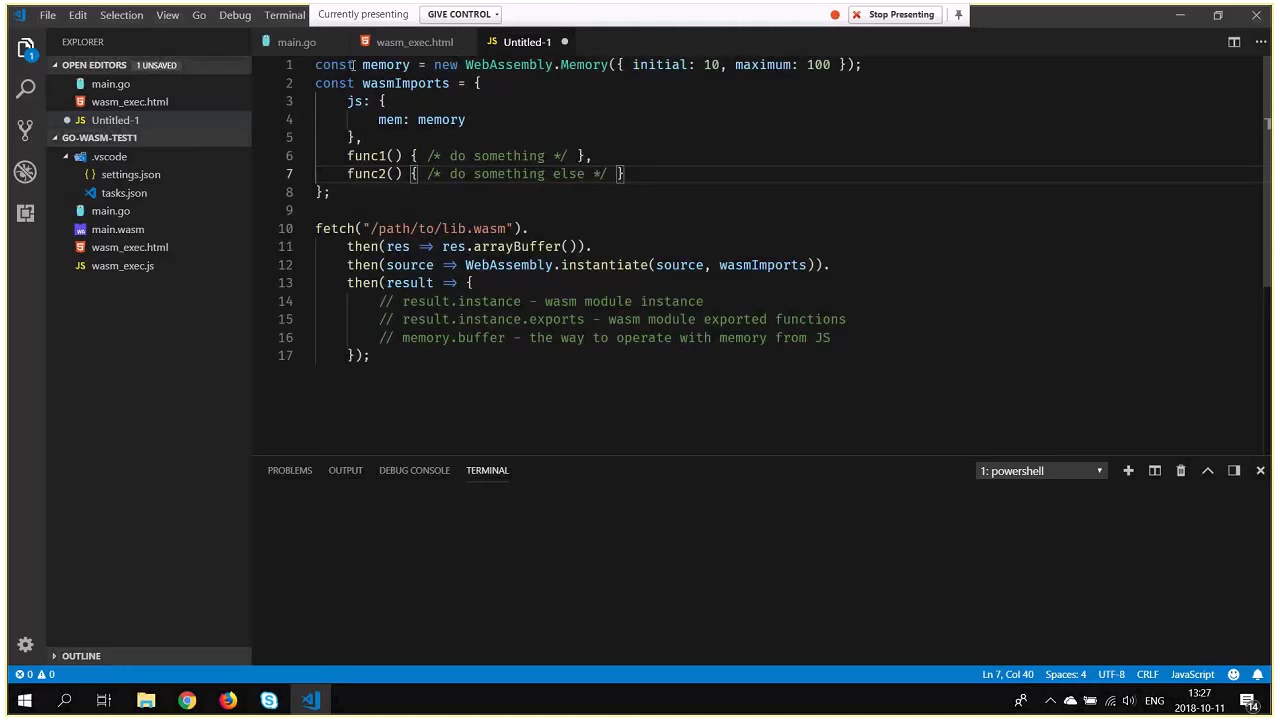 File Edit Selection View Go Debug Terminal
Currently presenting GIVE CONTROL Stop Presenting
EXPLORER
main.go wasm_exec.html Untitled-1
OPEN EDITORS 1 UNSAVED
main.go
wasm_exec.html
JS Untitled-1
GO-WASM-TEST1
.vscode
{ } settings.json
tasks.json
main.go
main.wasm
wasm_exec.html
JS wasm_exec.js
OUTLINE
1 const memory = new WebAssembly.Memory({ initial: 10, maximum: 100 });
2 const wasmImports = {
3 js: {
4 mem: memory
5 },
6 func1() { /* do something */ },
7 func2() { /* do something else */ }
8 };
9
10 fetch("/path/to/lib.wasm").
11 then(res => res.arrayBuffer()).
12 then(source => WebAssembly.instantiate(source, wasmImports)).
13 then(result => {
14 // result.instance - wasm module instance
15 // result.instance.exports - wasm module exported functions
16 // memory.buffer - the way to operate with memory from JS
17 });
PROBLEMS OUTPUT DEBUG CONSOLE TERMINAL 1: powershell
0 0 Ln 7, Col 40 Spaces: 4 UTF-8 CRLF JavaScript
ENG 13:27
2018-10-11 14